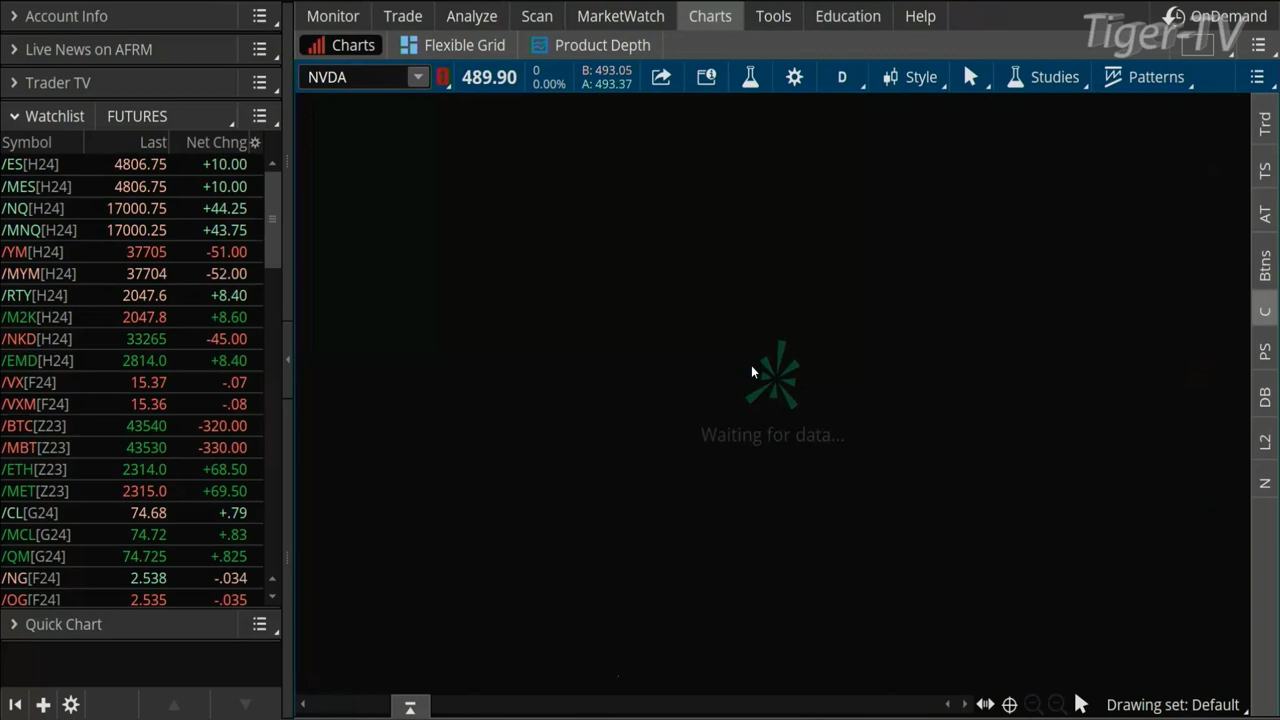 Account Info
Live News on AFRM
Trader TV
Watchlist FUTURES
Symbol Last Net Chng
/ES[H24] 4806.75 +10.00
/MES[H24] 4806.75 +10.00
/NQ[H24] 17000.75 +44.25
/MNQ[H24] 17000.25 +43.75
/YM[H24] 37705 -51.00
/MYM[H24] 37704 -52.00
/RTY[H24] 2047.6 +8.40
/M2K[H24] 2047.8 +8.60
/NKD[H24] 33265 -45.00
/EMD[H24] 2814.0 +8.40
/VX[F24] 15.37 -.07
/VXM[F24] 15.36 -.08
/BTC[Z23] 43540 -320.00
/MBT[Z23] 43530 -330.00
/ETH[Z23] 2314.0 +68.50
/MET[Z23] 2315.0 +69.50
/CL[G24] 74.68 +.79
/MCL[G24] 74.72 +.83
/QM[G24] 74.725 +.825
/NG[F24] 2.538 -.034
/OG[F24] 2.535 -.035
Quick Chart
Monitor Trade Analyze Scan MarketWatch Charts Tools Education Help OnDemand
Tiger-TV
Charts Flexible Grid Product Depth
NVDA 489.90 0 B: 493.05 D Style Studies Patterns
0.00% A: 493.37
Waiting for data...
Trd
TS
AT
Btns
C
PS
DB
L2
N
Drawing set: Default